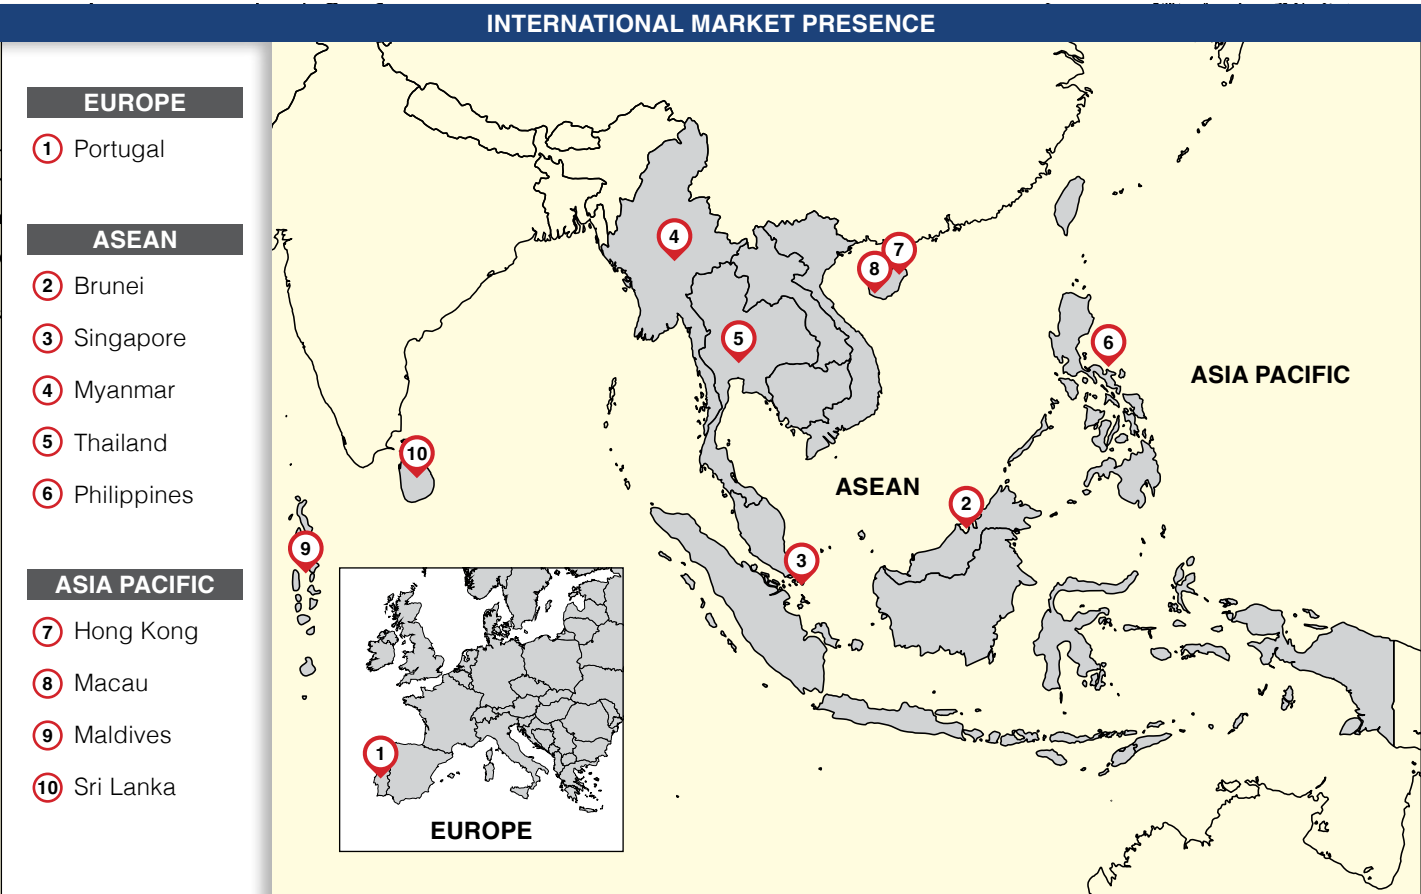 INTERNATIONAL MARKET PRESENCE
EUROPE
1 Portugal
ASEAN
2 Brunei
3 Singapore
4 Myanmar
5 Thailand
6 Philippines
ASIA PACIFIC
7 Hong Kong
8 Macau
9 Maldives
10 Sri Lanka
4
7
8
5
6
ASIA PACIFIC
10
ASEAN
2
9
3
1
EUROPE